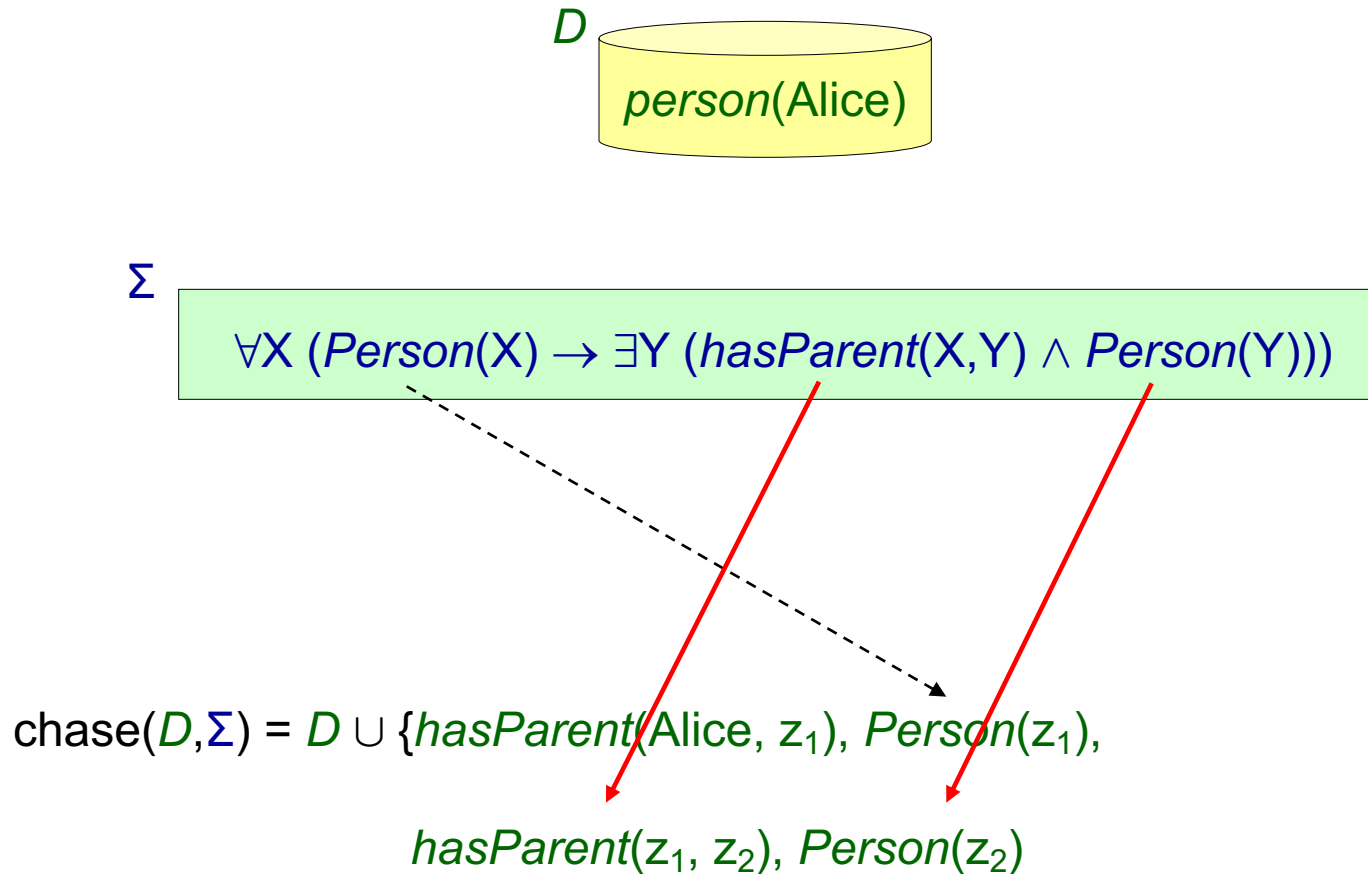 D
person(Alice)
Σ
∀X (Person(X) → ∃Y (hasParent(X,Y) ∧ Person(Y)))
chase(D,Σ) = D ∪ {hasParent(Alice, z₁), Person(z₁),
hasParent(z₁, z₂), Person(z₂)